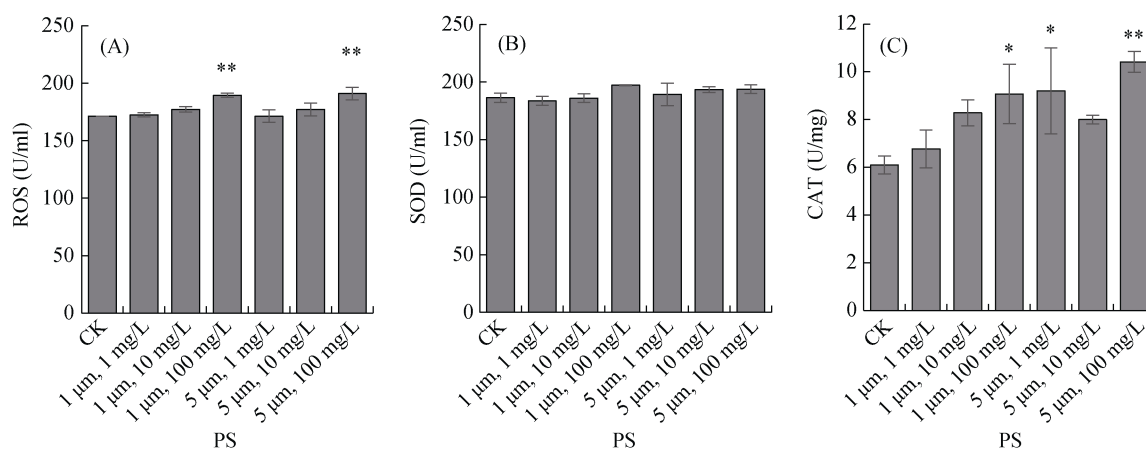 (A)
ROS (U/ml)
250
200
150
100
50
0
** **
CK
1 μm, 1 mg/L
1 μm, 10 mg/L
1 μm, 100 mg/L
5 μm, 1 mg/L
5 μm, 10 mg/L
5 μm, 100 mg/L
PS
(B)
SOD (U/ml)
250
200
150
100
50
0
CK
1 μm, 1 mg/L
1 μm, 10 mg/L
1 μm, 100 mg/L
5 μm, 1 mg/L
5 μm, 10 mg/L
5 μm, 100 mg/L
PS
(C)
CAT (U/mg)
12
10
8
6
4
2
0
* * **
CK
1 μm, 1 mg/L
1 μm, 10 mg/L
1 μm, 100 mg/L
5 μm, 1 mg/L
5 μm, 10 mg/L
5 μm, 100 mg/L
PS